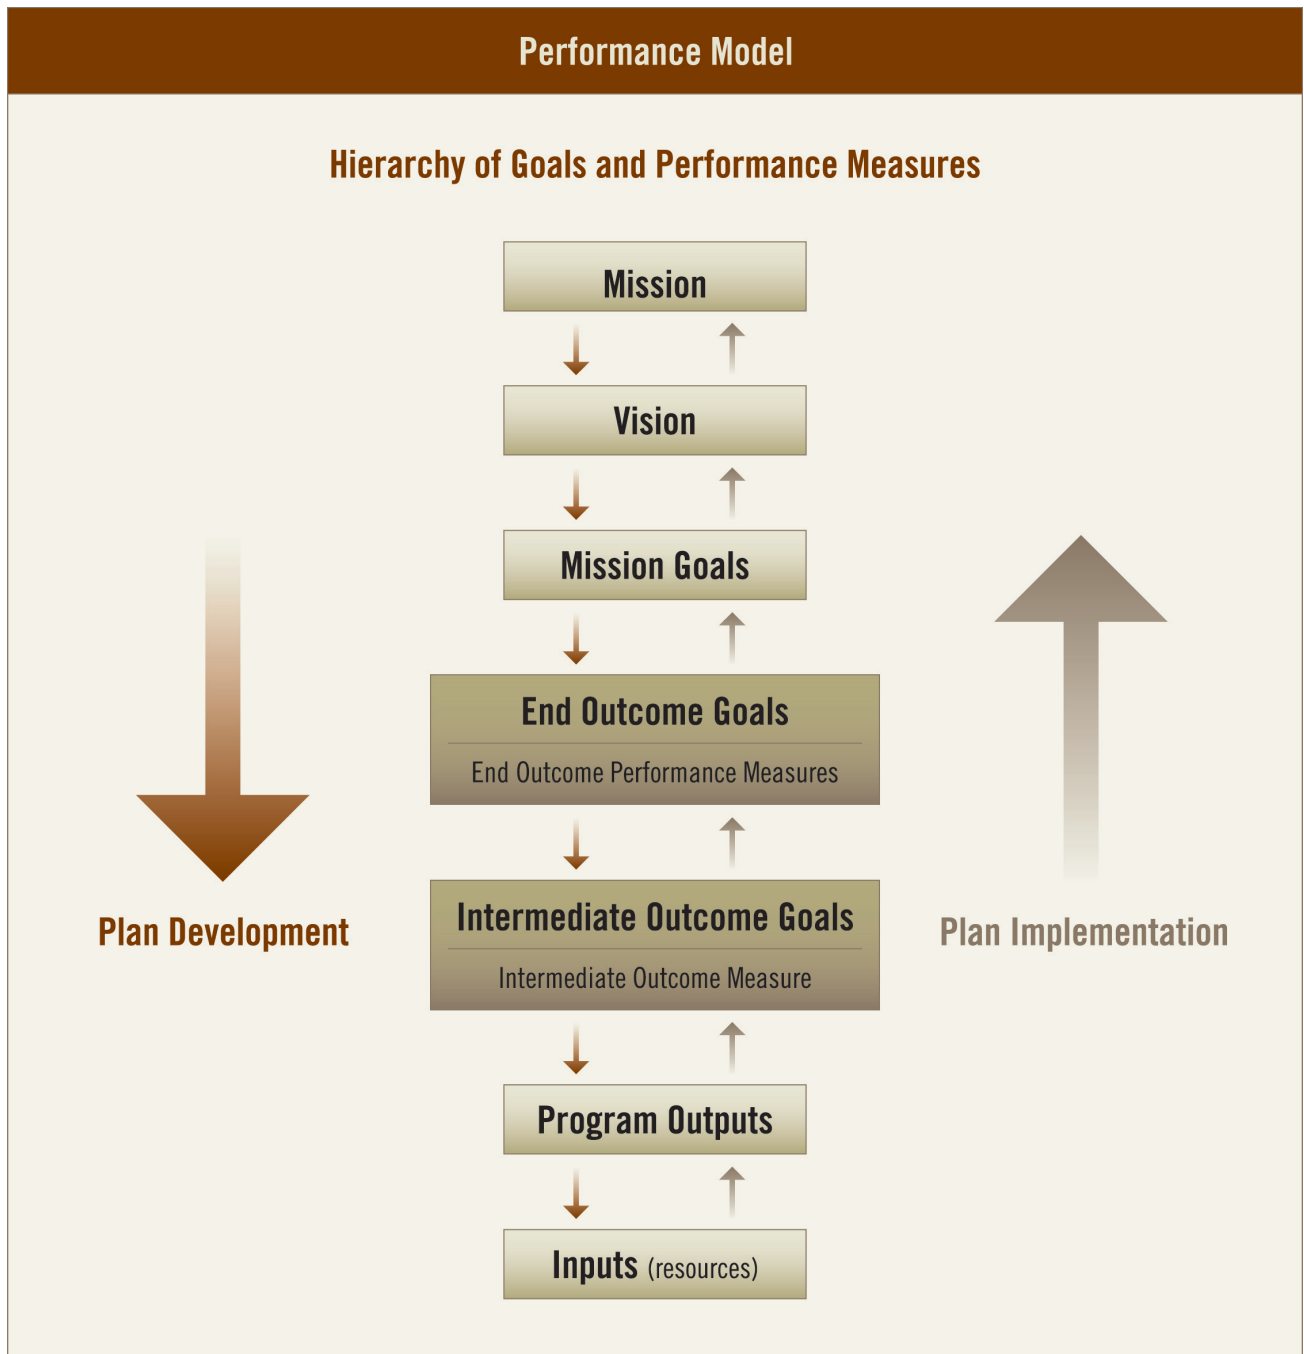 Performance Model
Hierarchy of Goals and Performance Measures
Mission
Vision
Mission Goals
End Outcome Goals
End Outcome Performance Measures
Intermediate Outcome Goals
Intermediate Outcome Measure
Plan Development
Plan Implementation
Program Outputs
Inputs (resources)